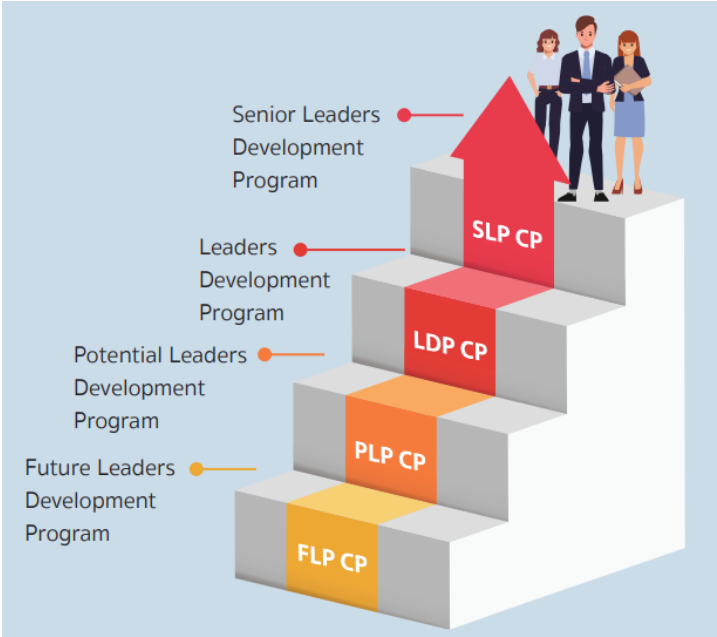 Senior Leaders
Development
Program
SLP CP
Leaders
Development
Program
LDP CP
Potential Leaders
Development
Program
PLP CP
Future Leaders
Development
Program
FLP CP